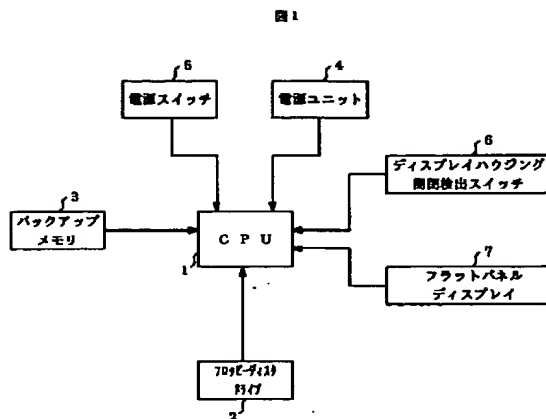 図1
5
電源スイッチ
4
電源ユニット
6
ディスプレイハウジング
開閉検出スイッチ
3
バックアップ
メモリ
CPU
1
7
フラットパネル
ディスプレイ
フロッピーディスク
ドライブ
2